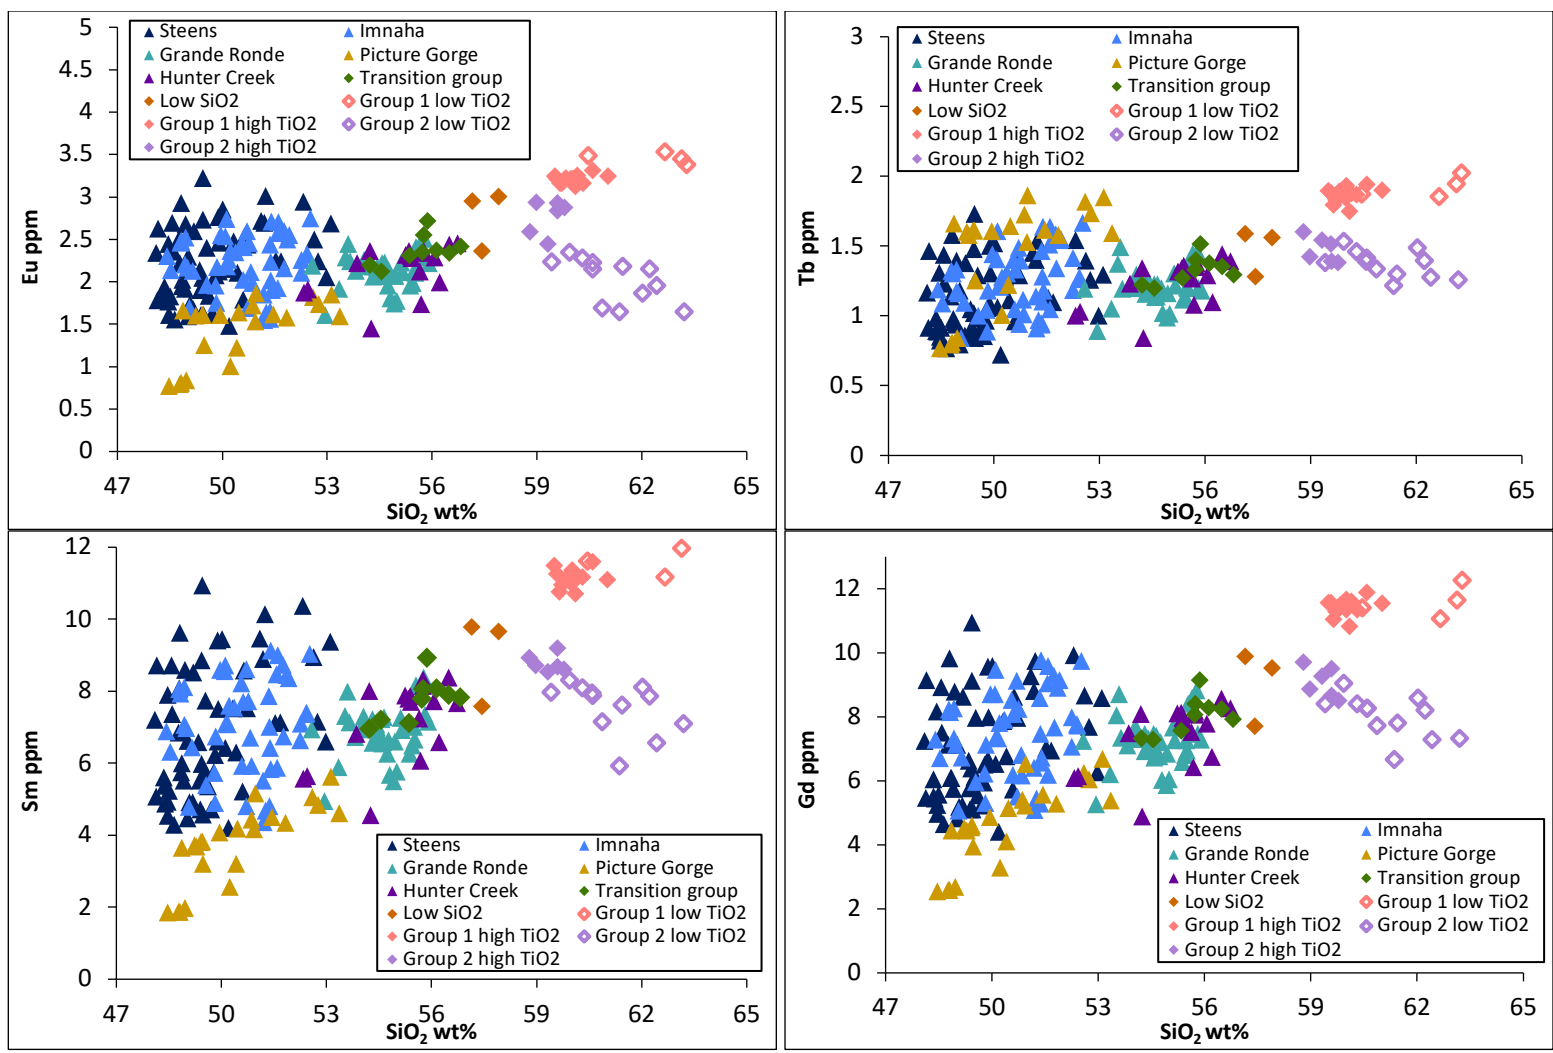 5
4.5
4
3.5
3
2.5
2
1.5
1
0.5
0
Eu ppm
Steens Imnaha
Grande Ronde Picture Gorge
Hunter Creek Transition group
Low SiO2 Group 1 low TiO2
Group 1 high TiO2 Group 2 low TiO2
Group 2 high TiO2
47 50 53 56 59 62 65
SiO2 wt%
3
2.5
2
1.5
1
0.5
0
Tb ppm
Steens Imnaha
Grande Ronde Picture Gorge
Hunter Creek Transition group
Low SiO2 Group 1 low TiO2
Group 1 high TiO2 Group 2 low TiO2
Group 2 high TiO2
47 50 53 56 59 62 65
SiO2 wt%
12
10
8
6
4
2
0
Sm ppm
Steens Imnaha
Grande Ronde Picture Gorge
Hunter Creek Transition group
Low SiO2 Group 1 low TiO2
Group 1 high TiO2 Group 2 low TiO2
Group 2 high TiO2
47 50 53 56 59 62 65
SiO2 wt%
12
10
8
6
4
2
0
Gd ppm
Steens Imnaha
Grande Ronde Picture Gorge
Hunter Creek Transition group
Low SiO2 Group 1 low TiO2
Group 1 high TiO2 Group 2 low TiO2
Group 2 high TiO2
47 50 53 56 59 62 65
SiO2 wt%